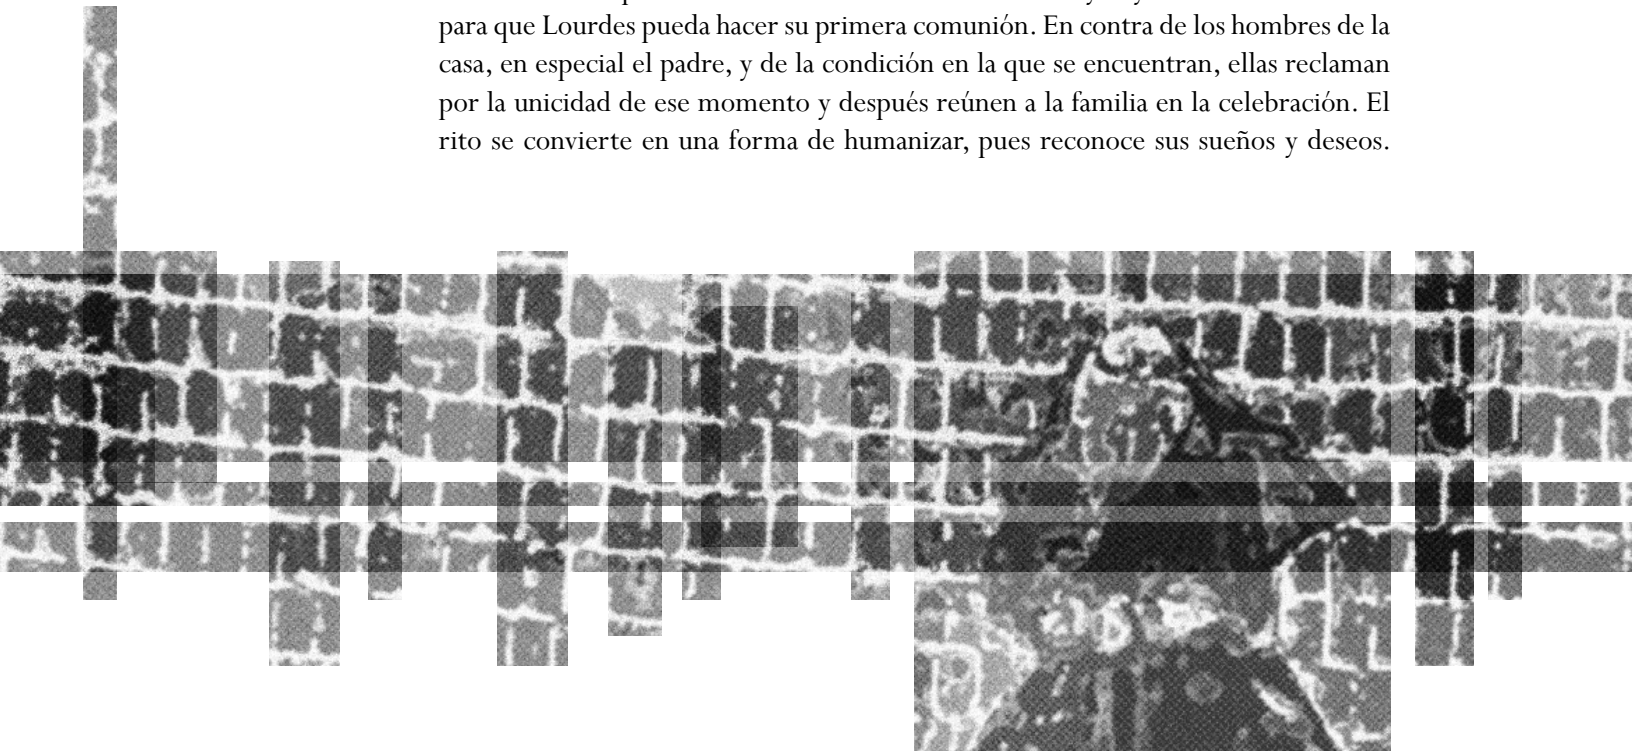 para que Lourdes pueda hacer su primera comunión. En contra de los hombres de la
casa, en especial el padre, y de la condición en la que se encuentran, ellas reclaman
por la unicidad de ese momento y después reúnen a la familia en la celebración. El
rito se convierte en una forma de humanizar, pues reconoce sus sueños y deseos.